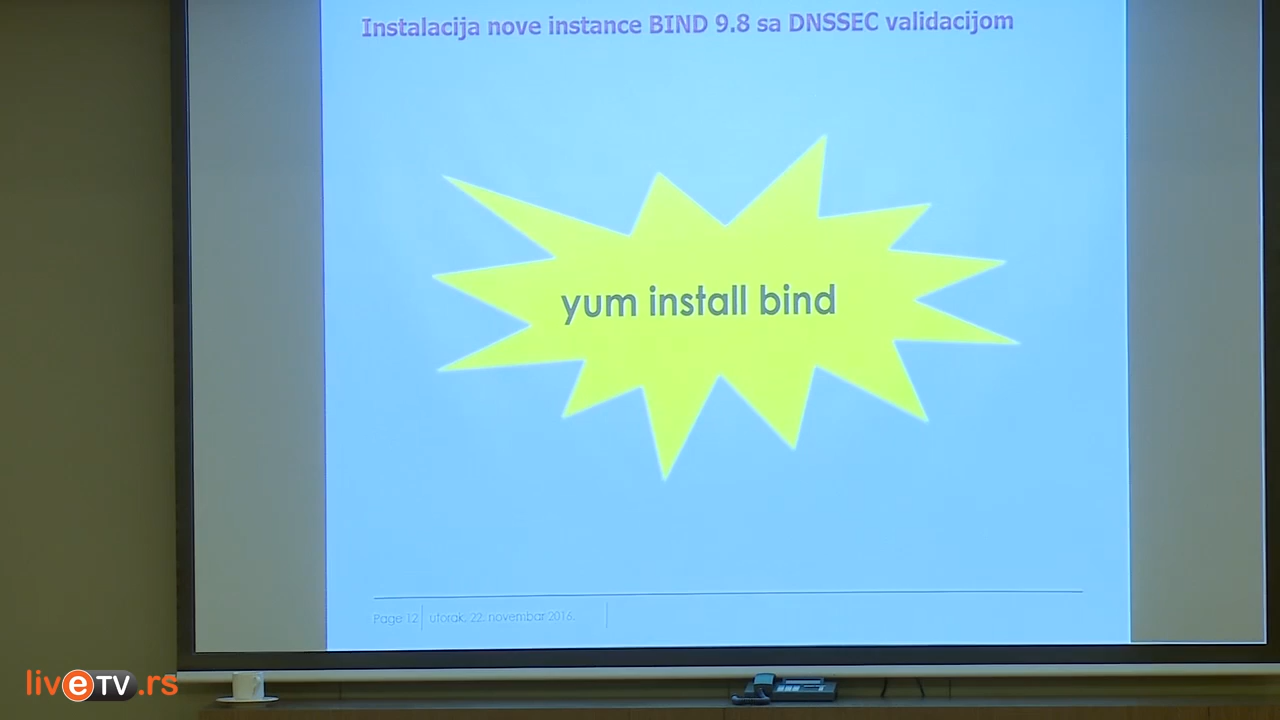 Instalacija nove instance BIND 9.8 sa DNSSEC validacijom
yum install bind
Page 12 utorak, 22. novembar 2016.
livetv.rs